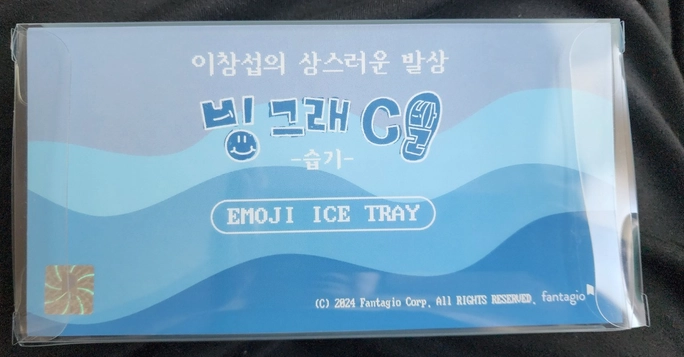 이창섭의 상스러운 발상
빙그래 C발
-습기-
EMOJI ICE TRAY
(C) 2024 Fantagio Corp. All RIGHTS RESERVED. fantagio